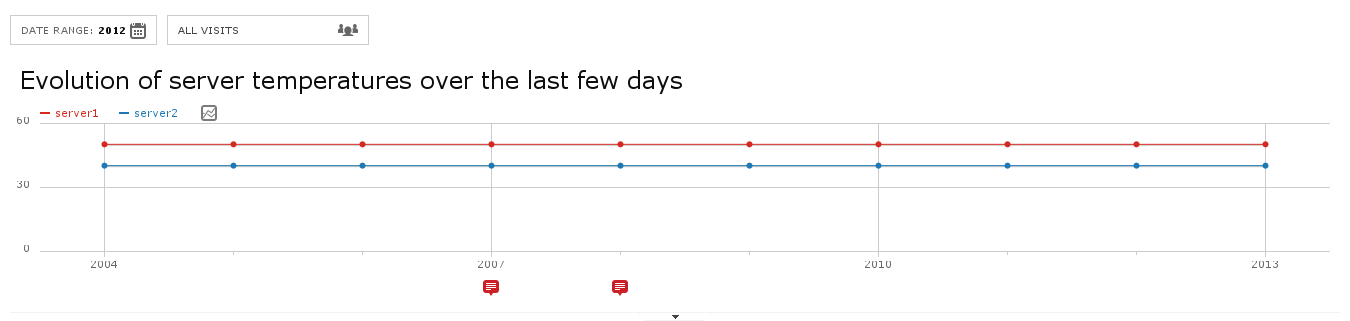 DATE RANGE: 2012 ALL VISITS
Evolution of server temperatures over the last few days
server1 server2
60
30
0
2004 2007 2010 2013